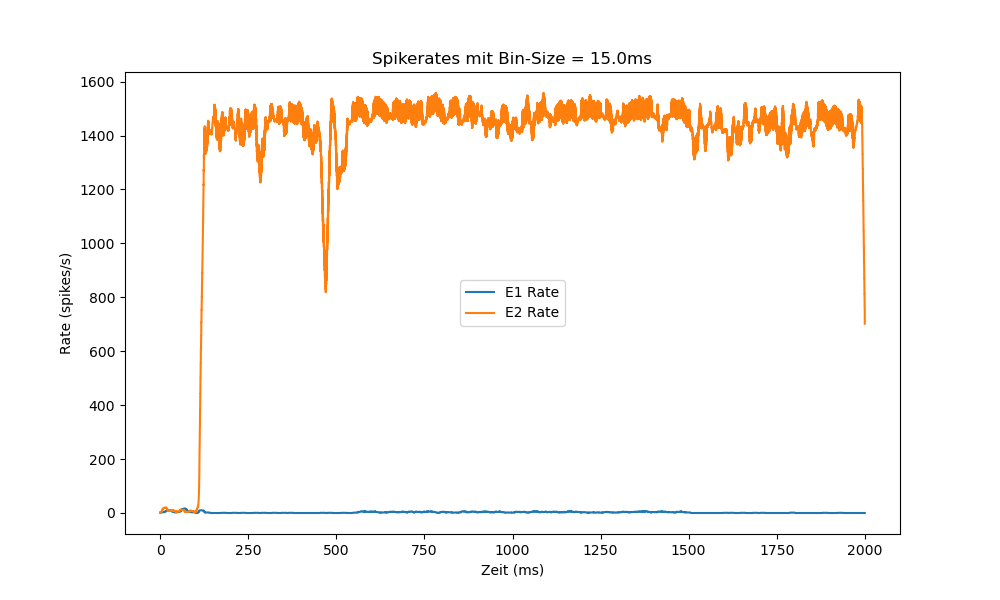 Spikerates mit Bin-Size = 15.0ms
1600
1400
1200
1000
800
600
400
200
0
Rate (spikes/s)
E1 Rate
E2 Rate
0 250 500 750 1000 1250 1500 1750 2000
Zeit (ms)